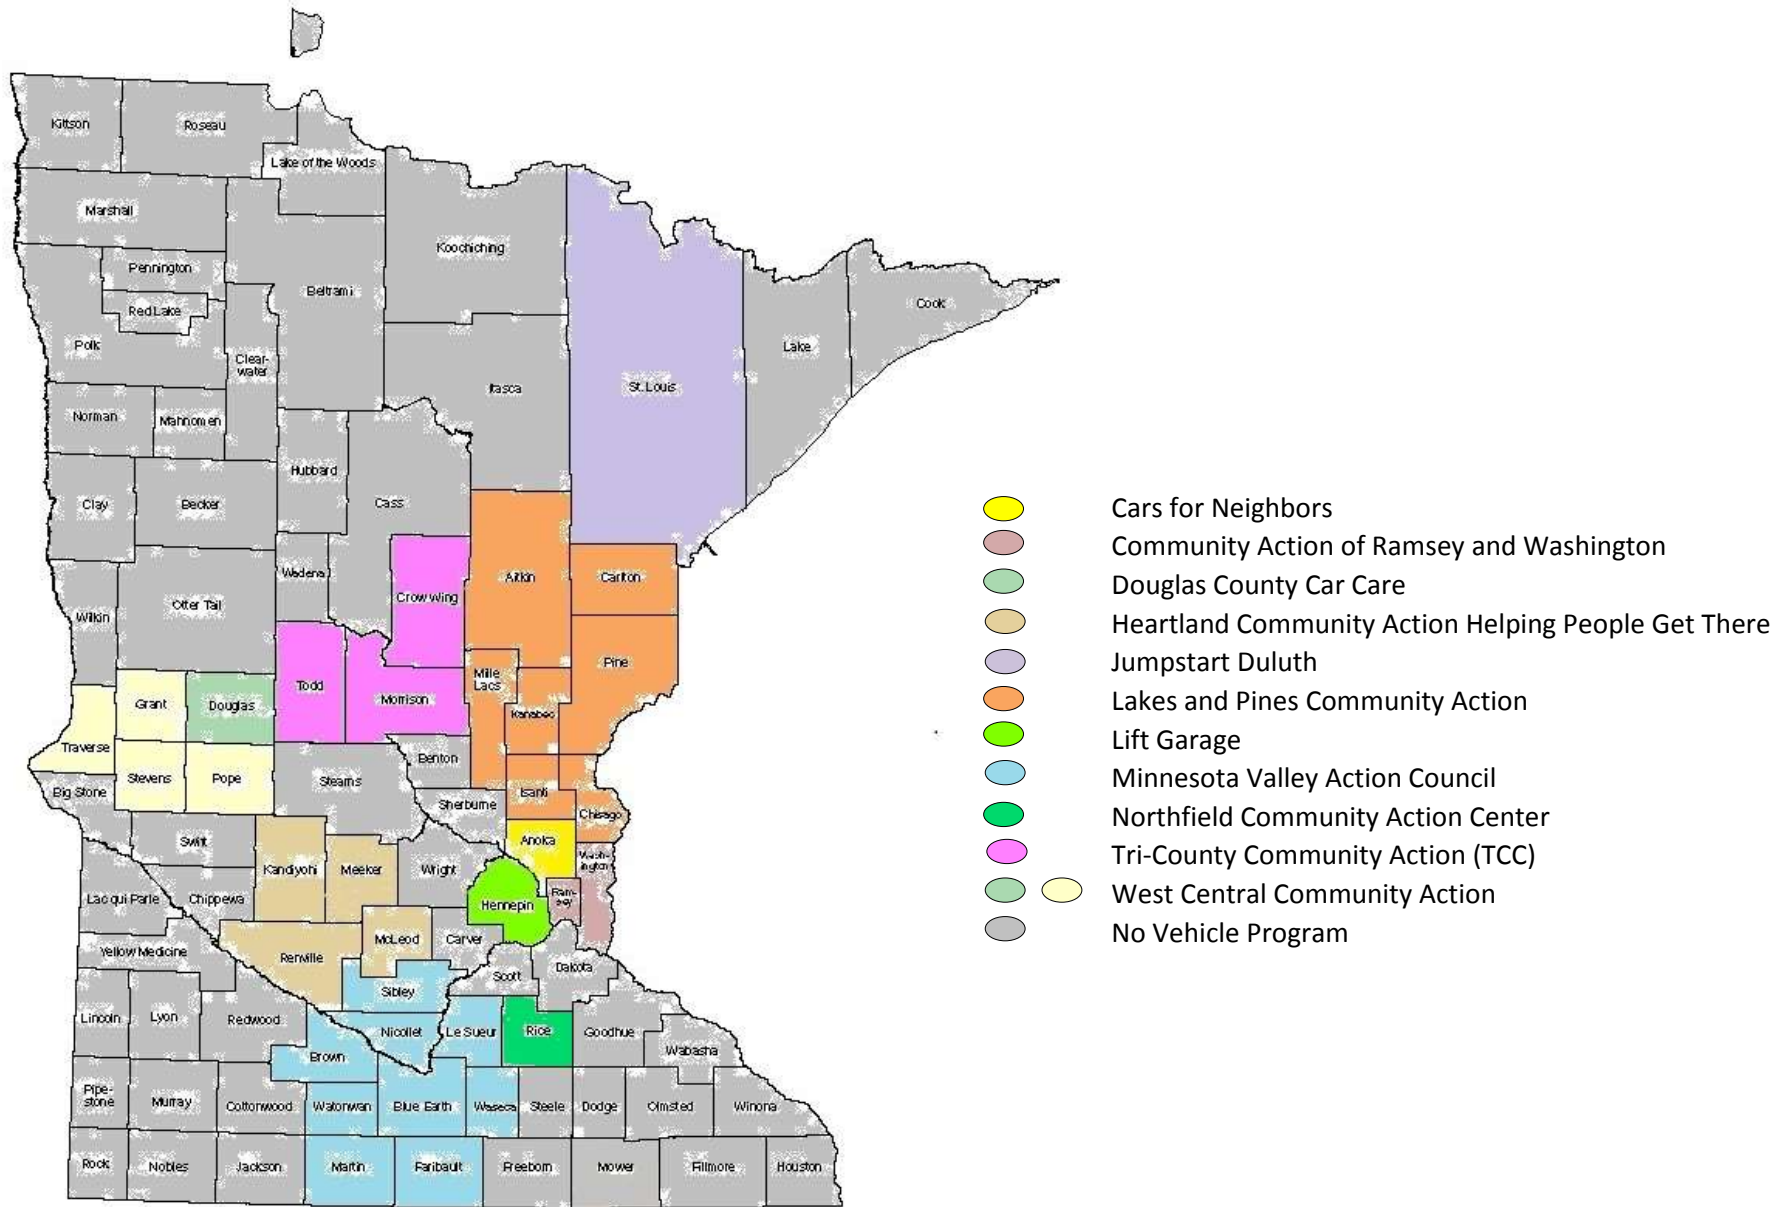 Kittson
Roseau
Lake of the Woods
Marshall
Koochiching
Pennington
Beltrami
Red Lake
Cook
Polk
Lake
Clear-
water
Itasca
St. Louis
Norman
Mahnomen
Hubbard
Clay
Becker
Cass
Wadena
Aitkin
Carlton
Crow Wing
Otter Tail
Wilkin
Pine
Mille
Lacs
Todd
Morrison
Grant
Douglas
Kanabec
Traverse
Benton
Stevens
Pope
Stearns
Big Stone
Isanti
Sherburne
Chisago
Swift
Anoka
Wash-
ington
Kandiyohi
Meeker
Wright
Ram-
sey
Lac qui Parle
Chippewa
Hennepin
McLeod
Carver
Yellow Medicine
Renville
Scott
Dakota
Sibley
Lincoln
Lyon
Redwood
Nicollet
Le Sueur
Rice
Goodhue
Wabasha
Brown
Pipe-
stone
Murray
Cottonwood
Watonwan
Blue Earth
Waseca
Steele
Dodge
Olmsted
Winona
Rock
Nobles
Jackson
Martin
Faribault
Freeborn
Mower
Fillmore
Houston
Cars for Neighbors
Community Action of Ramsey and Washington
Douglas County Car Care
Heartland Community Action Helping People Get There
Jumpstart Duluth
Lakes and Pines Community Action
Lift Garage
Minnesota Valley Action Council
Northfield Community Action Center
Tri-County Community Action (TCC)
West Central Community Action
No Vehicle Program